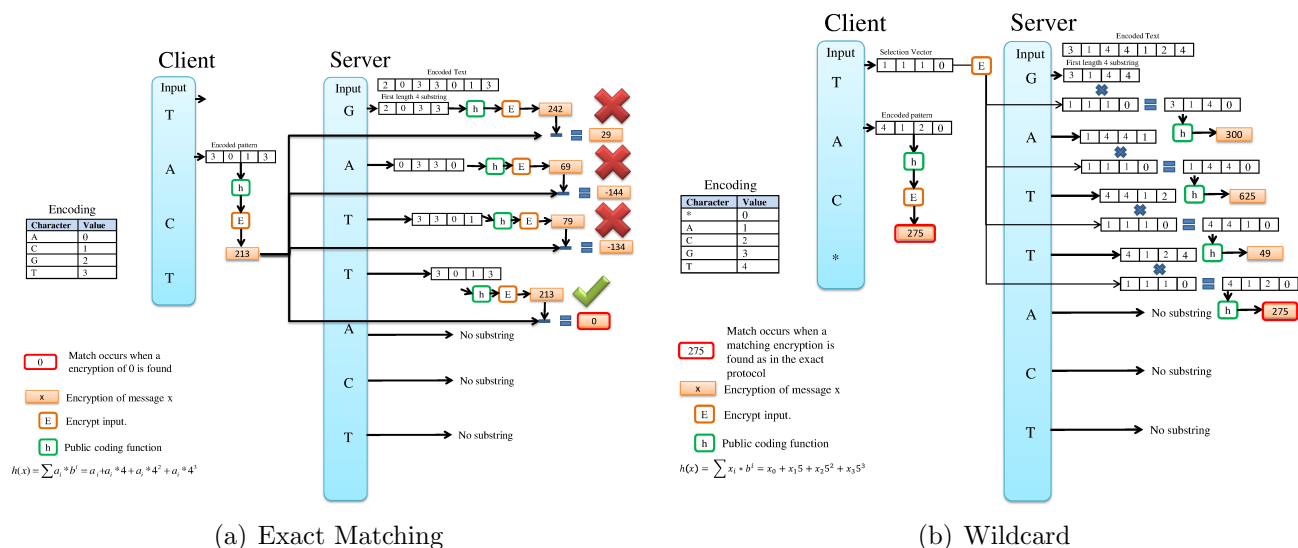 Client
Server
Input
T
A
C
T
Encoded pattern
3 0 1 3
h
E
213
Encoding
Character Value
A 0
C 1
G 2
T 3
Input
G
A
T
T
A
C
T
Encoded Text
2 0 3 3 0 1 3
First length 4 substring
2 0 3 3
h
E
242
= 29
0 3 3 0
h
E
69
= -144
3 3 0 1
h
E
79
= -134
3 0 1 3
h
E
213
= 0
No substring
No substring
No substring
0
Match occurs when a
encryption of 0 is found
x
Encryption of message x
E
Encrypt input.
h
Public coding function
h(x) = ∑ a_i * b^i = a_i + a_i * 4 + a_i * 4^2 + a_i * 4^3
(a) Exact Matching
Client
Server
Input
T
A
C
*
Selection Vector
1 1 1 0
E
Encoded pattern
4 1 2 0
h
E
275
Encoding
Character Value
* 0
A 1
C 2
G 3
T 4
Input
G
A
T
T
A
C
T
Encoded Text
3 1 4 4 1 2 4
First length 4 substring
3 1 4 4
1 1 1 0 = 3 1 4 0
h
300
1 4 4 1
1 1 1 0 = 1 4 4 0
h
625
4 4 1 2
1 1 1 0 = 4 4 1 0
h
49
4 1 2 4
1 1 1 0 = 4 1 2 0
h
275
No substring
No substring
No substring
275
Match occurs when a
matching encryption is
found as in the exact
protocol
x
Encryption of message x
E
Encrypt input.
h
Public coding function
h(x) = ∑ x_i * b^i = x_0 + x_1 5 + x_2 5^2 + x_3 5^3
(b) Wildcard